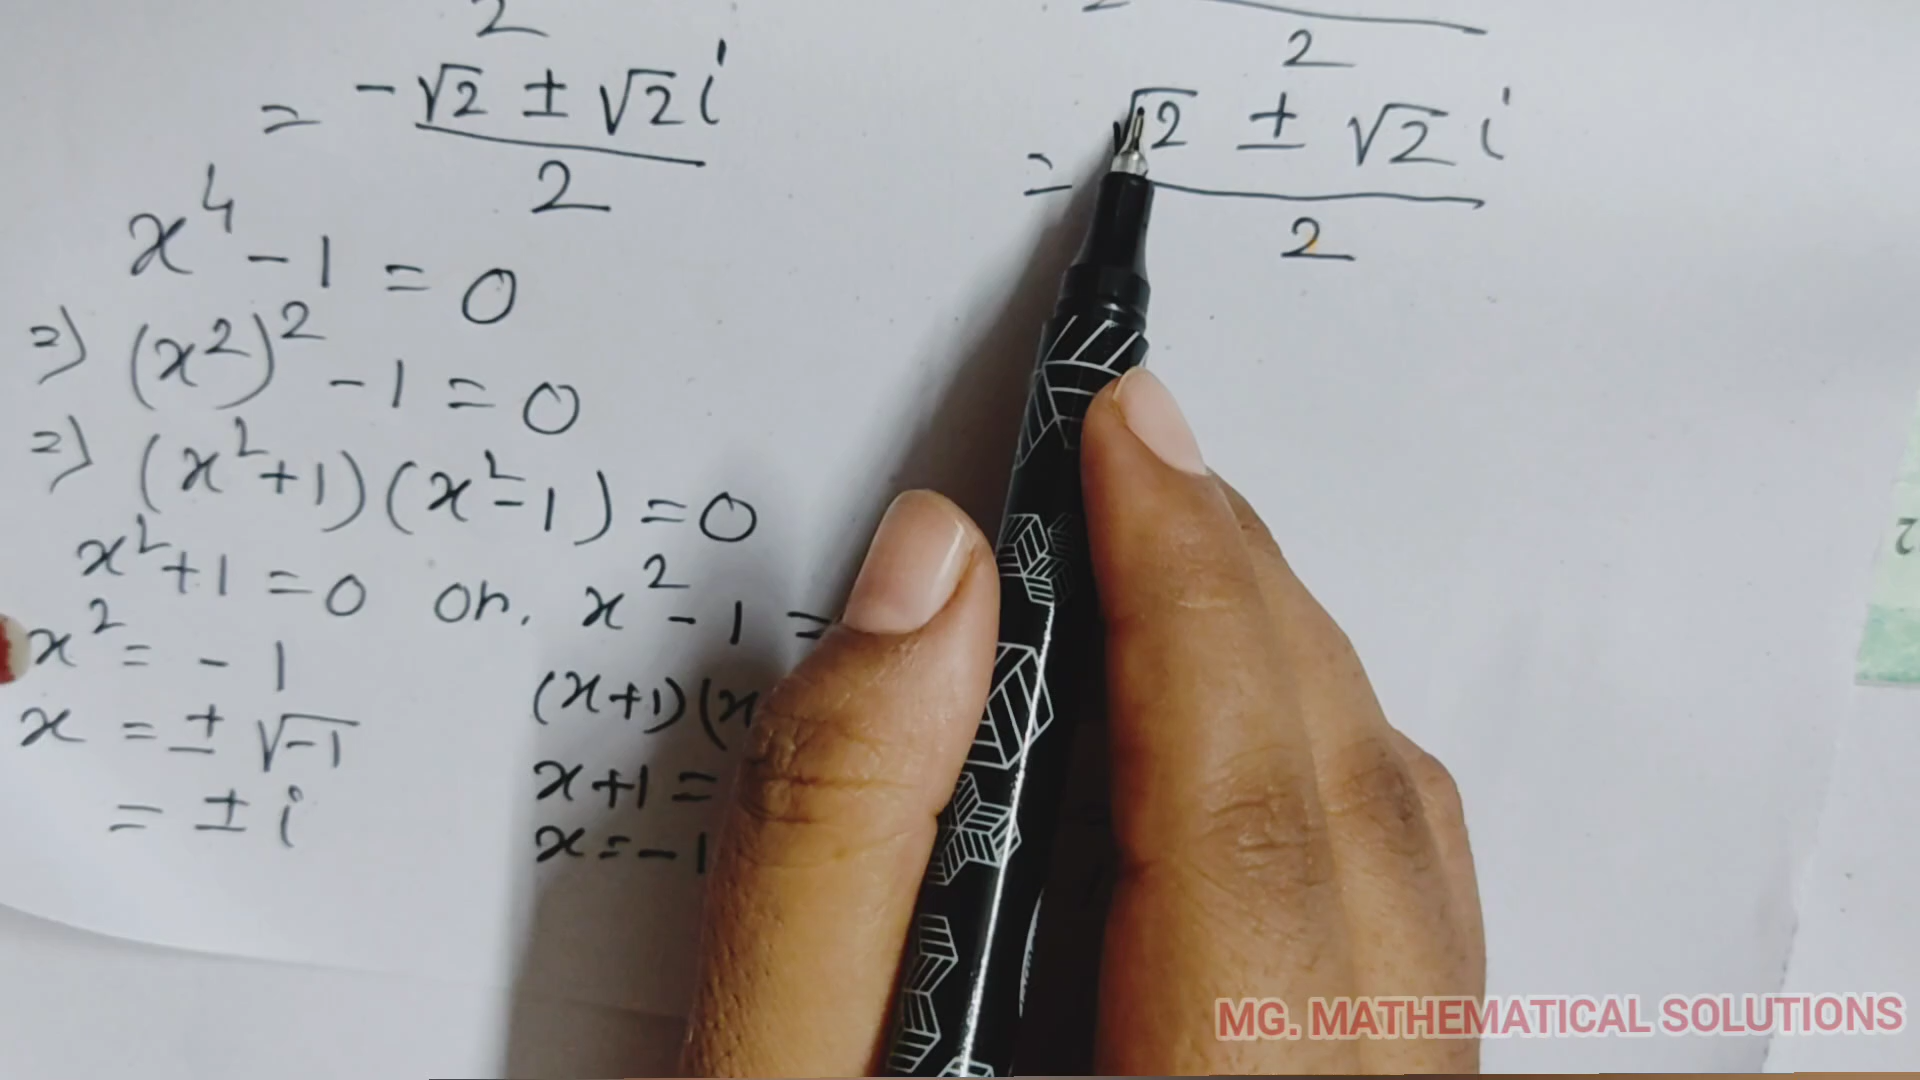 2
2
= -√2 ± √2 i
2
= √2 ± √2 i
2
x⁴ - 1 = 0
=) (x²)² - 1 = 0
=) (x²+1)(x²-1) = 0
x²+1 = 0 or, x² - 1 =
x² = - 1
(x+1)(x
x = ± √-1
x+1 =
= ± i
x = -1
MG. MATHEMATICAL SOLUTIONS